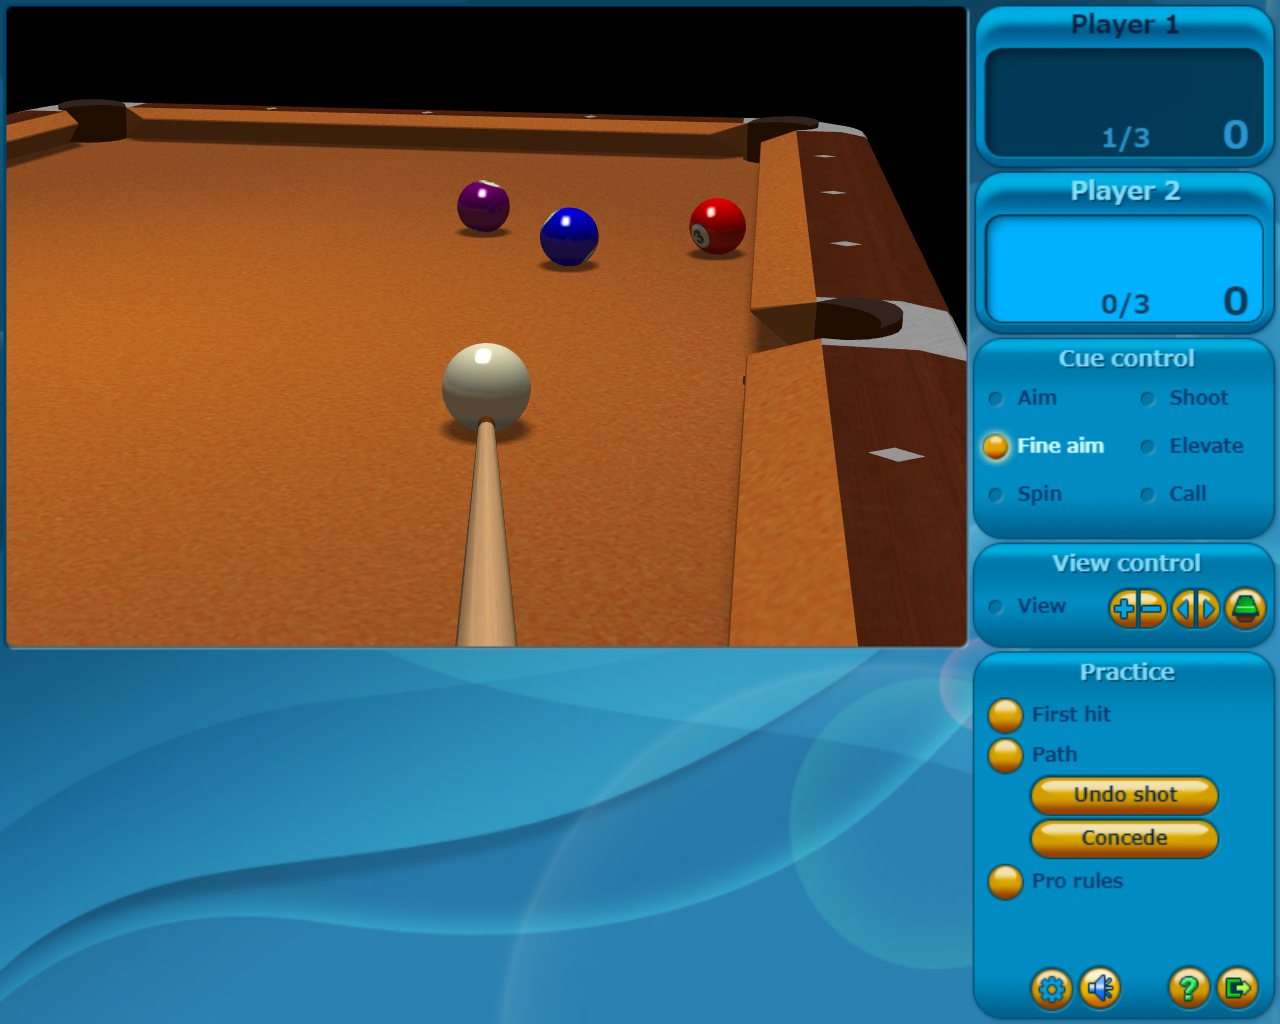 Player 1
1/3 0
Player 2
0/3 0
Cue control
Aim Shoot
Fine aim Elevate
Spin Call
View control
View
Practice
First hit
Path
Undo shot
Concede
Pro rules
3